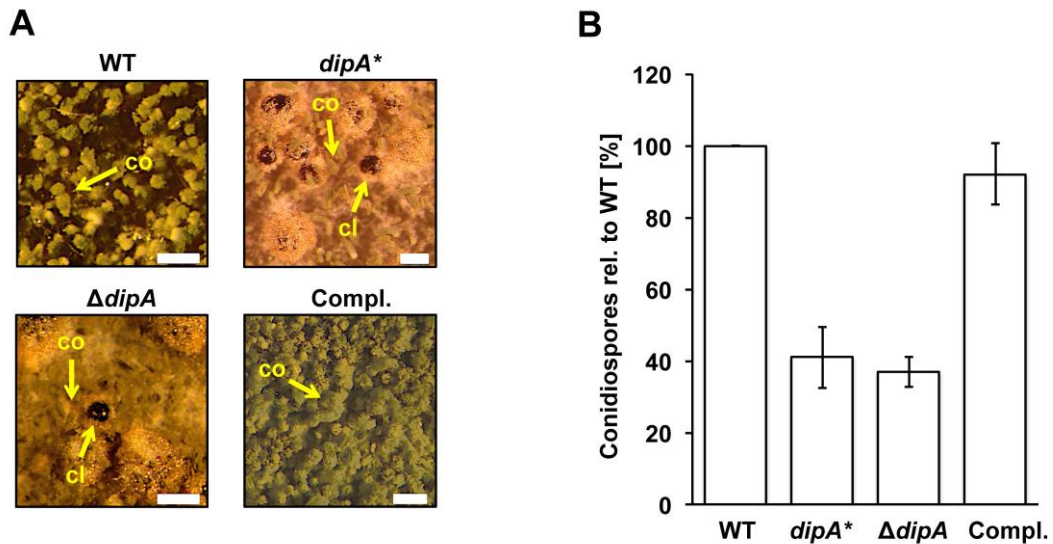 A
WT
dipA*
co
co
cl
ΔdipA
Compl.
co
cl
co
B
Conidiospores rel. to WT [%]
120
100
80
60
40
20
0
WT dipA* ΔdipA Compl.